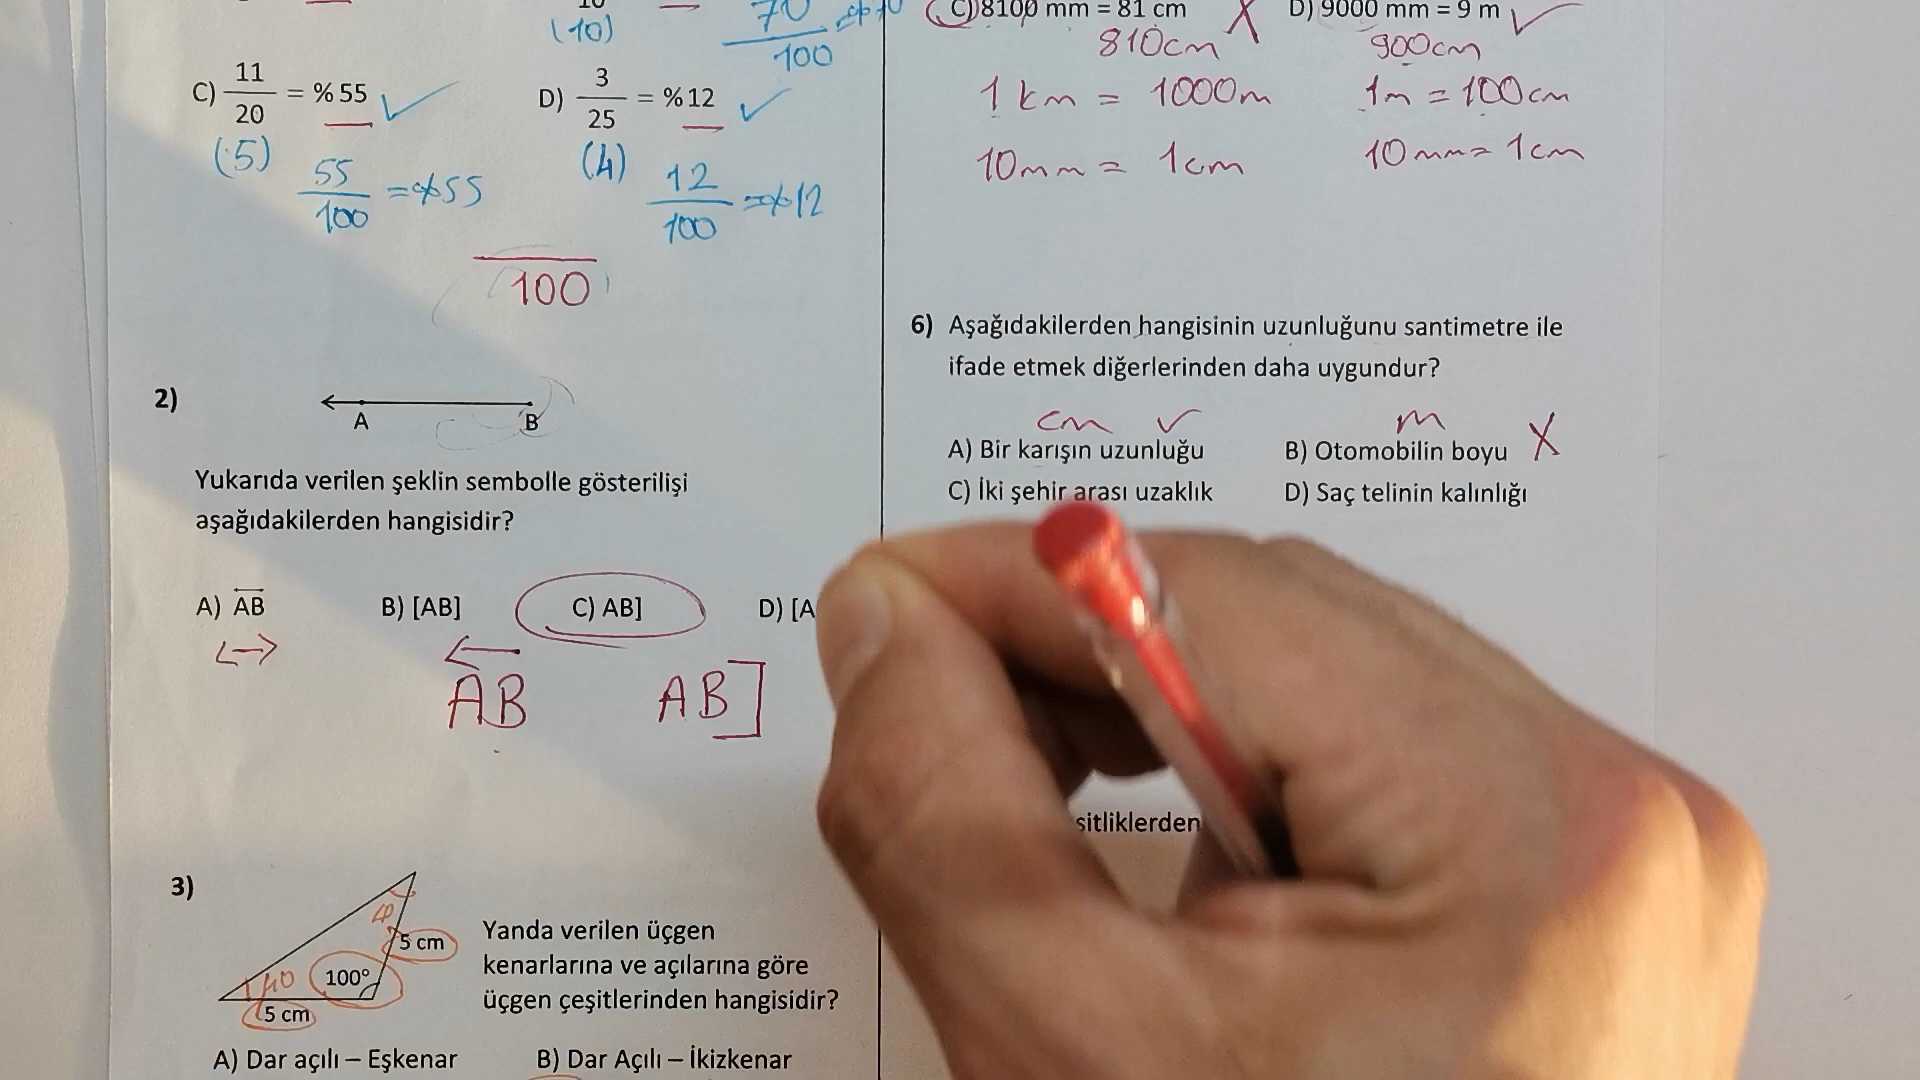 10
(10)
70
100
C) 8100 mm = 81 cm X D) 9000 mm = 9 m
810cm 900cm
C) 11/20 = %55 D) 3/25 = %12
(5) (4)
55/100 = %55
12/100 = %12
100
1 km = 1000m 1m = 100cm
10mm = 1cm 10mm = 1cm
2)
A B
Yukarıda verilen şeklin sembolle gösterilişi
aşağıdakilerden hangisidir?
A) AB B) [AB] C) AB] D) [A
AB AB]
3)
40
5 cm
40 100°
5 cm
Yanda verilen üçgen
kenarlarına ve açılarına göre
üçgen çeşitlerinden hangisidir?
A) Dar açılı – Eşkenar B) Dar Açılı – İkizkenar
6) Aşağıdakilerden hangisinin uzunluğunu santimetre ile
ifade etmek diğerlerinden daha uygundur?
cm m
A) Bir karışın uzunluğu B) Otomobilin boyu X
C) İki şehir arası uzaklık D) Saç telinin kalınlığı
sitliklerden